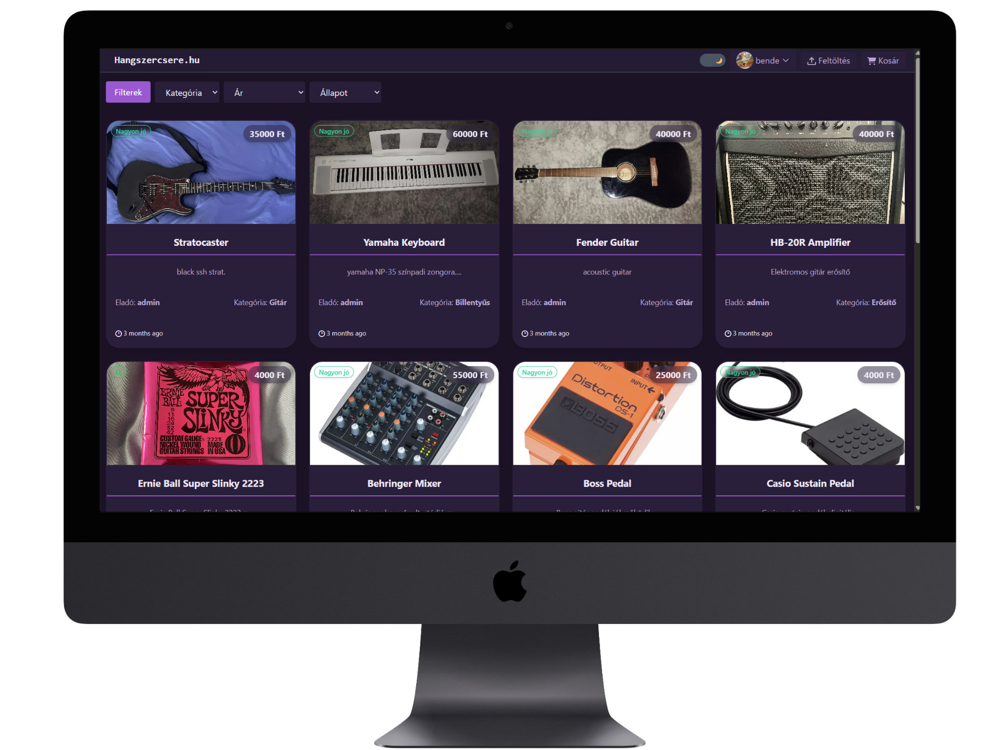 Hangszercsere.hu
bende
Feltöltés
Kosár
Filterek
Kategória
Ár
Állapot
Nagyon jó
35000 Ft
Nagyon jó
60000 Ft
Nagyon jó
40000 Ft
Nagyon jó
40000 Ft
Stratocaster
Yamaha Keyboard
Fender Guitar
HB-20R Amplifier
black ssh strat.
yamaha NP-35 színpadi zongora....
acoustic guitar
Elektromos gitár erősítő
Eladó: admin
Kategória: Gitár
Eladó: admin
Kategória: Billentyűs
Eladó: admin
Kategória: Gitár
Eladó: admin
Kategória: Erősítő
3 months ago
3 months ago
3 months ago
3 months ago
Új
4000 Ft
ERNIE
BALL
SUPER
SLINKY
9
11
16
24
32
42
CUSTOM GAUGE 2223
NICKEL WOUND
GUITAR STRINGS
MADE
IN USA
Nagyon jó
55000 Ft
Nagyon jó
25000 Ft
INPUT
Distortion
DS-1
BOSS
Nagyon jó
4000 Ft
Ernie Ball Super Slinky 2223
Behringer Mixer
Boss Pedal
Casio Sustain Pedal